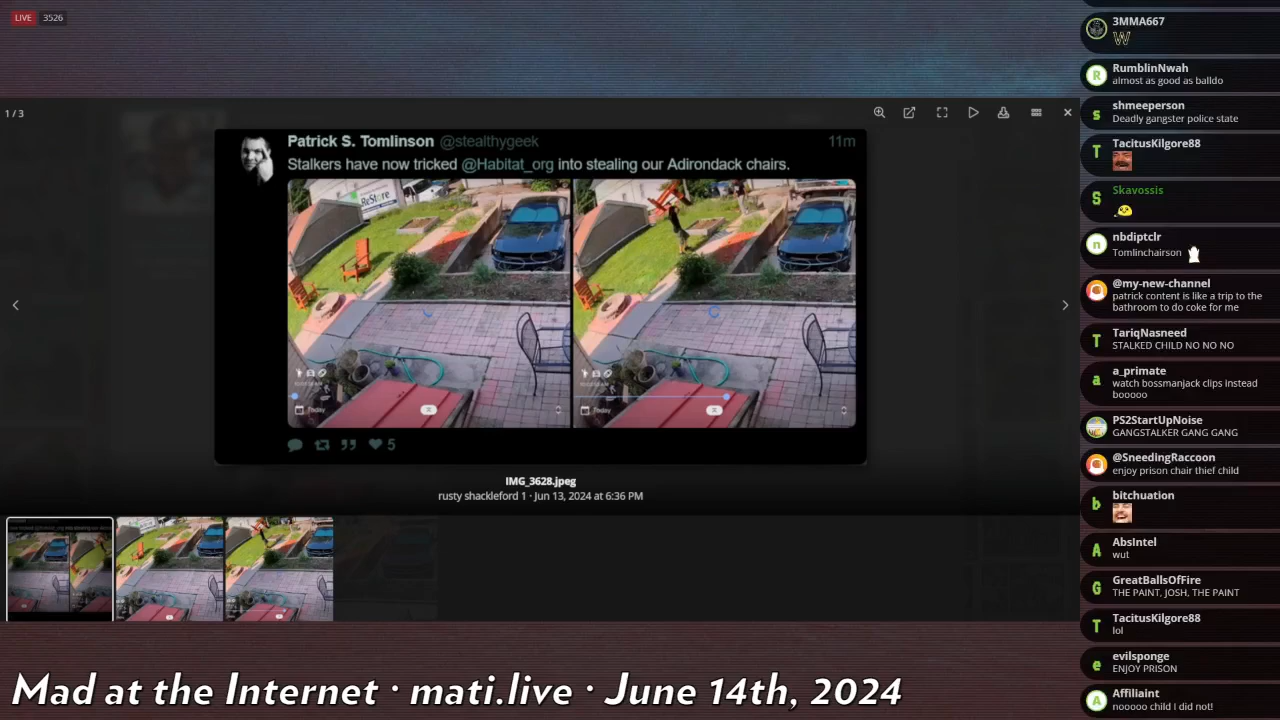 LIVE 3526
1 / 3
Patrick S. Tomlinson @stealthygeek 11m
Stalkers have now tricked @Habitat_org into stealing our Adirondack chairs.
ReStore
Today
Today
5
IMG_3628.jpeg
rusty shackleford 1 · Jun 13, 2024 at 6:36 PM
Mad at the Internet · mati.live · June 14th, 2024
3MMA667
W
R
RumblinNwah
almost as good as balldo
s
shmeeperson
Deadly gangster police state
T
TacitusKilgore88
S
Skavossis
n
nbdiptclr
Tomlinchairson
@my-new-channel
patrick content is like a trip to the
bathroom to do coke for me
T
TariqNasneed
STALKED CHILD NO NO NO
a
a_primate
watch bossmanjack clips instead
booooo
PS2StartUpNoise
GANGSTALKER GANG GANG
@SneedingRaccoon
enjoy prison chair thief child
b
bitchuation
A
AbsIntel
wut
G
GreatBallsOfFire
THE PAINT, JOSH, THE PAINT
T
TacitusKilgore88
lol
e
evilsponge
ENJOY PRISON
A
Affiliaint
nooooo child I did not!